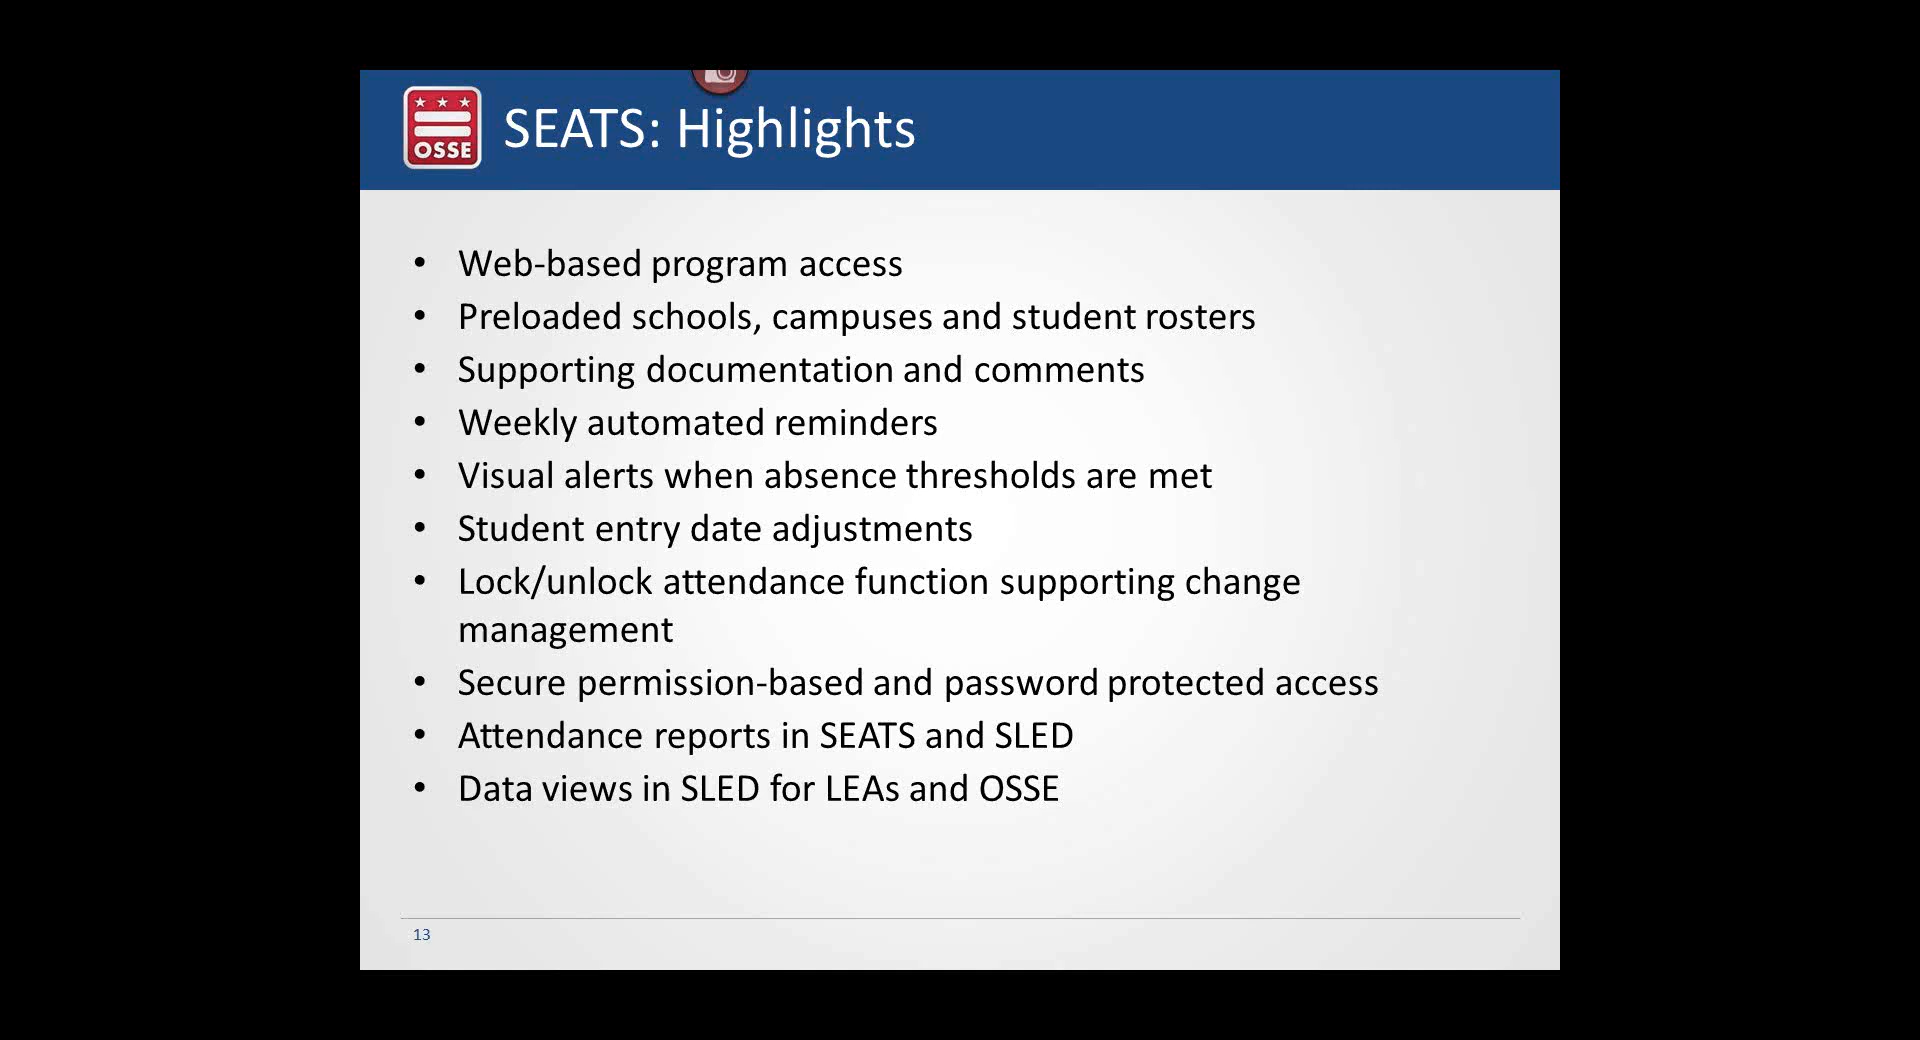 OSSE
SEATS: Highlights
• Web-based program access
• Preloaded schools, campuses and student rosters
• Supporting documentation and comments
• Weekly automated reminders
• Visual alerts when absence thresholds are met
• Student entry date adjustments
• Lock/unlock attendance function supporting change
management
• Secure permission-based and password protected access
• Attendance reports in SEATS and SLED
• Data views in SLED for LEAs and OSSE
13